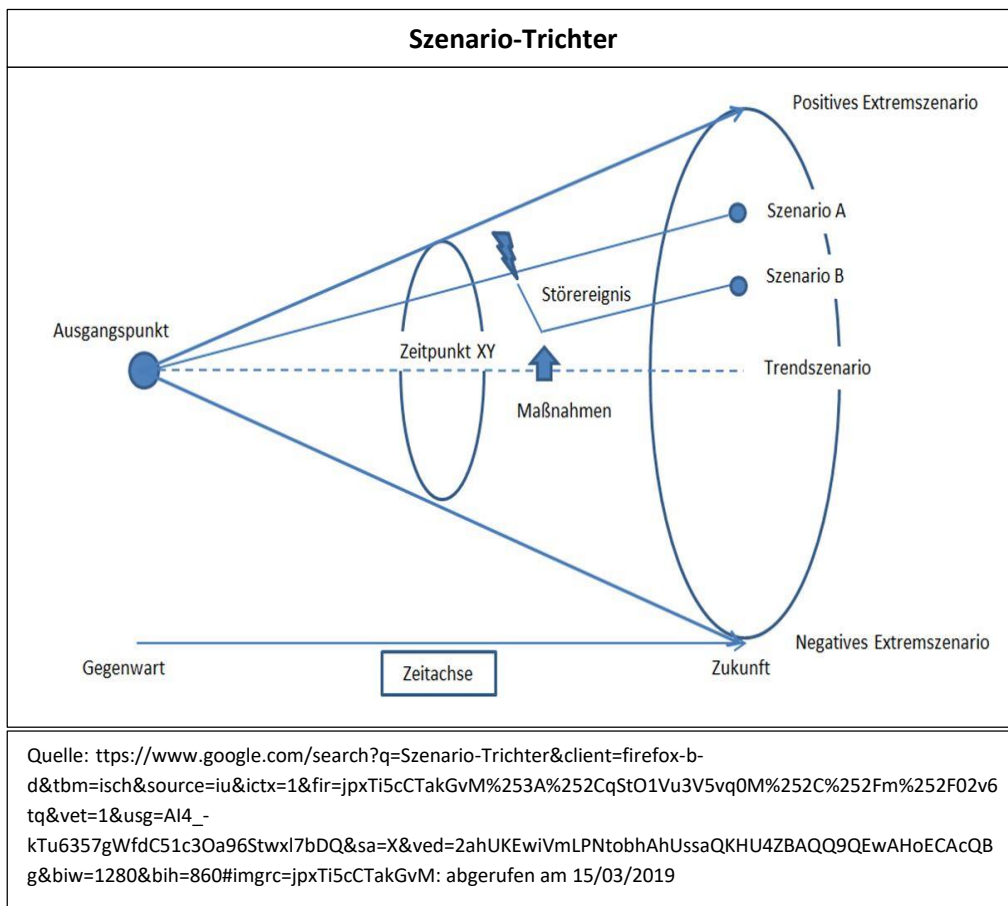 Szenario-Trichter
Positives Extremszenario
Szenario A
Szenario B
Störereignis
Ausgangspunkt
Zeitpunkt XY
Trendszenario
Maßnahmen
Negatives Extremszenario
Gegenwart
Zeitachse
Zukunft
Quelle: ttps://www.google.com/search?q=Szenario-Trichter&client=firefox-b-
d&tbm=isch&source=iu&ictx=1&fir=jpxTi5cCTakGvM%253A%252CqStO1Vu3V5vq0M%252C%252Fm%252F02v6
tq&vet=1&usg=AI4_-
kTu6357gWfdC51c3Oa96Stwxl7bDQ&sa=X&ved=2ahUKEwiVmLPNtobhAhUssaQKHU4ZBAQQ9QEwAHoECAcQB
g&biw=1280&bih=860#imgrc=jpxTi5cCTakGvM: abgerufen am 15/03/2019